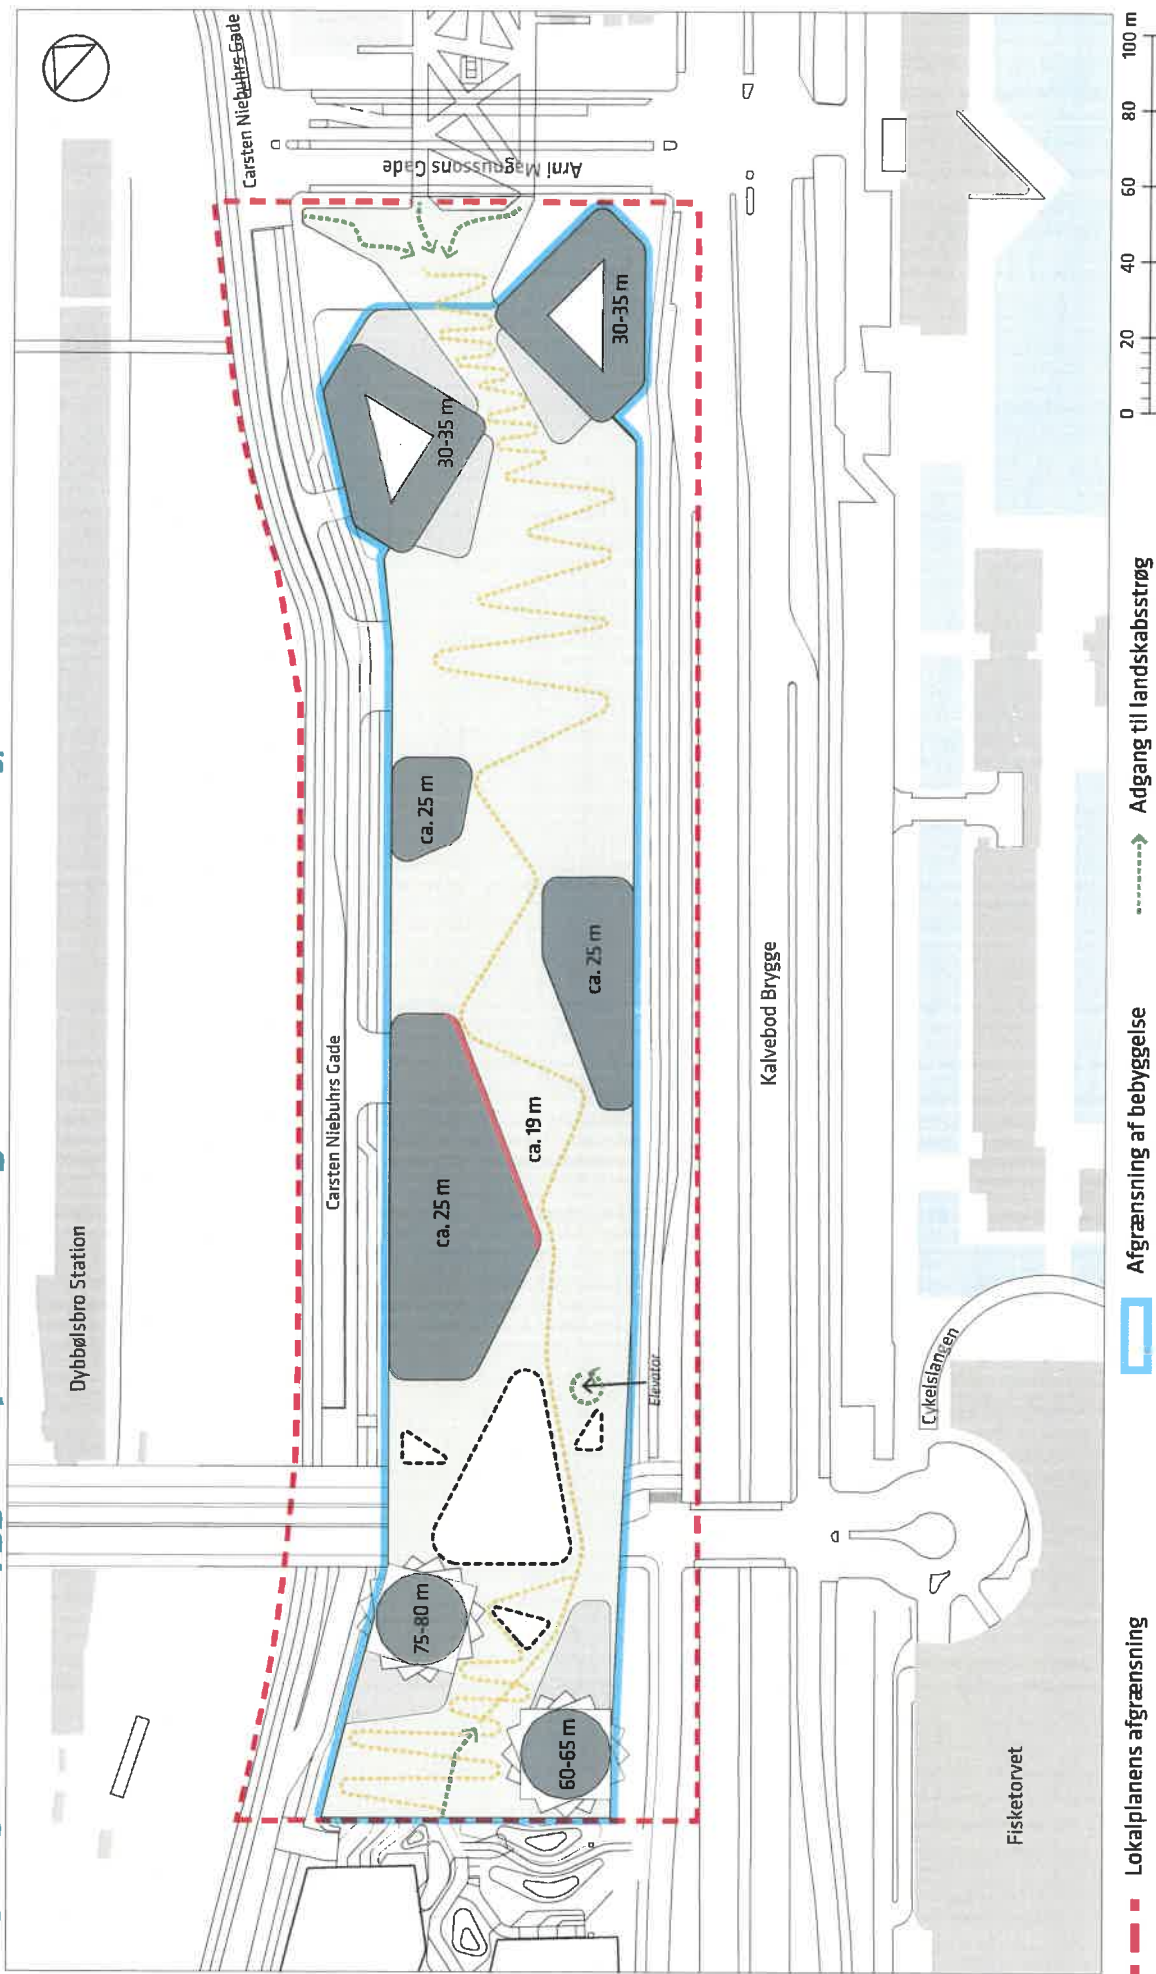 Dybbølsbro Station
Carsten Niebuhrs Gade
Carsten Niebuhrs Gade
Arni Magnussons Gade
75-80 m
60-65 m
ca. 25 m
ca. 19 m
ca. 25 m
ca. 25 m
30-35 m
30-35 m
Elevator
Kalvebod Brygge
Cykelslangen
Fisketorvet
0 20 40 60 80 100 m
Lokalplanens afgrænsning
Afgrænsning af bebyggelse
Adgang til landskabsstrøg